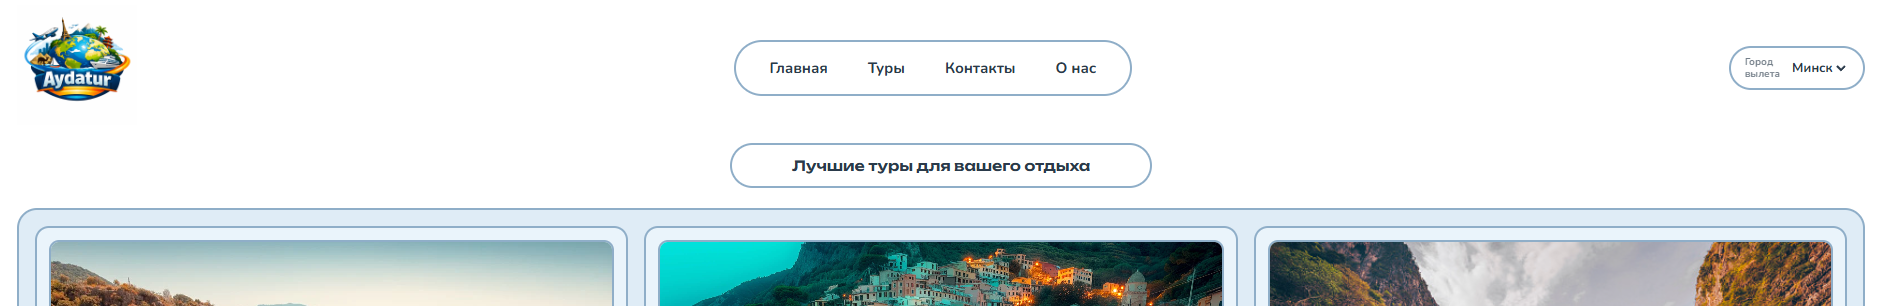 Aydatur
Главная Туры Контакты О нас
Город
вылета
Минск
Лучшие туры для вашего отдыха